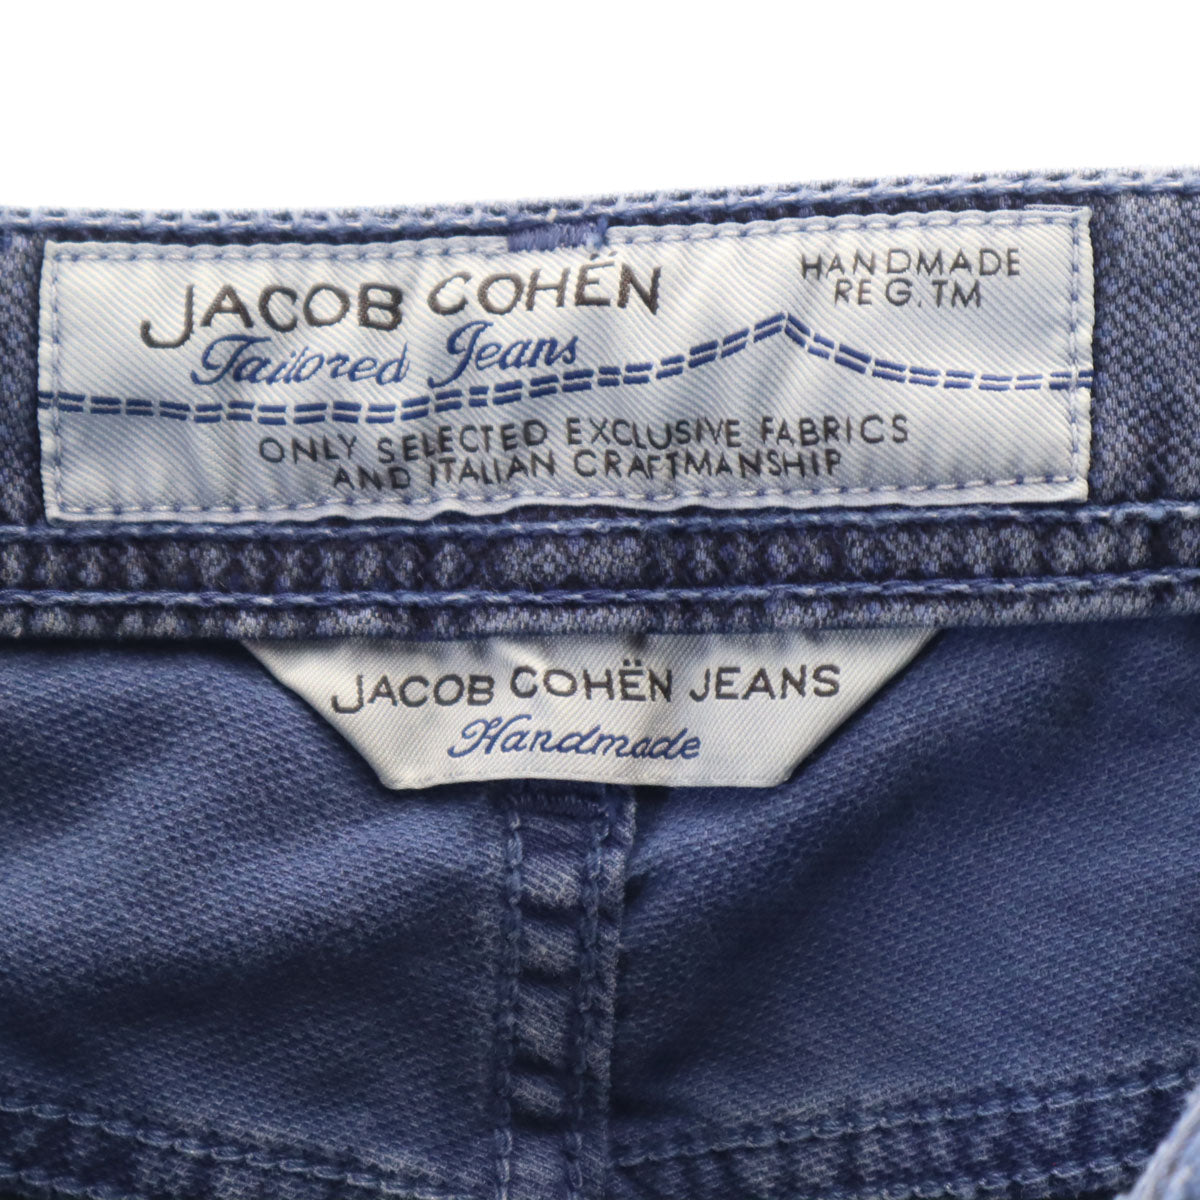 JACOB COHËN
Tailored Jeans
HANDMADE
REG.TM
ONLY SELECTED EXCLUSIVE FABRICS
AND ITALIAN CRAFTMANSHIP
JACOB COHËN JEANS
Handmade